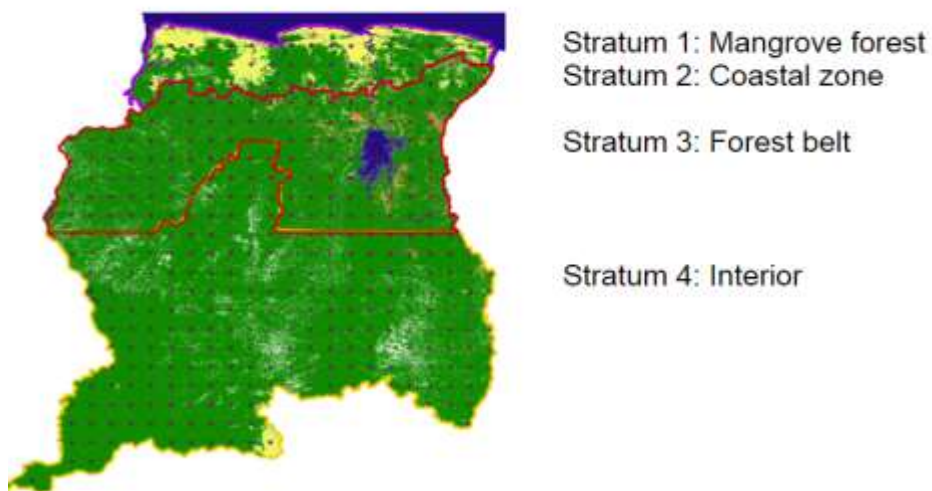 Stratum 1: Mangrove forest
Stratum 2: Coastal zone
Stratum 3: Forest belt
Stratum 4: Interior